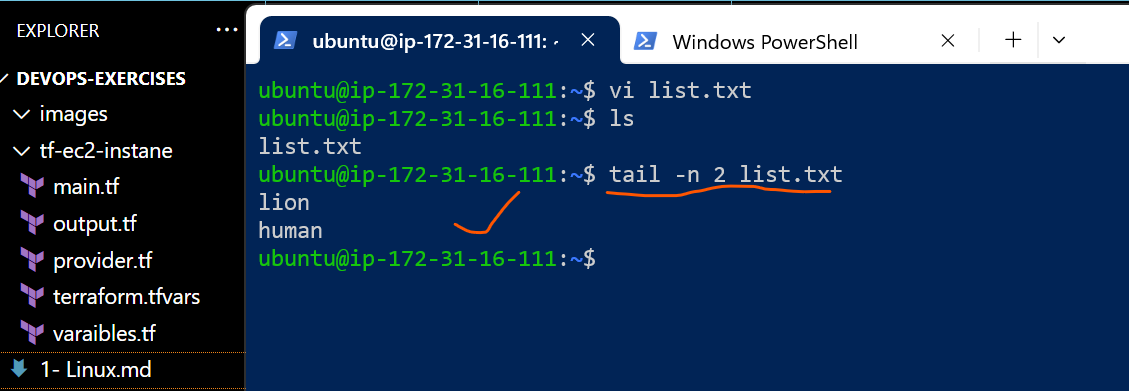 EXPLORER ...
DEVOPS-EXERCISES
images
tf-ec2-instane
main.tf
output.tf
provider.tf
terraform.tfvars
varaibles.tf
1- Linux.md
ubuntu@ip-172-31-16-111: ~
Windows PowerShell
ubuntu@ip-172-31-16-111:~$ vi list.txt
ubuntu@ip-172-31-16-111:~$ ls
list.txt
ubuntu@ip-172-31-16-111:~$ tail -n 2 list.txt
lion
human
ubuntu@ip-172-31-16-111:~$